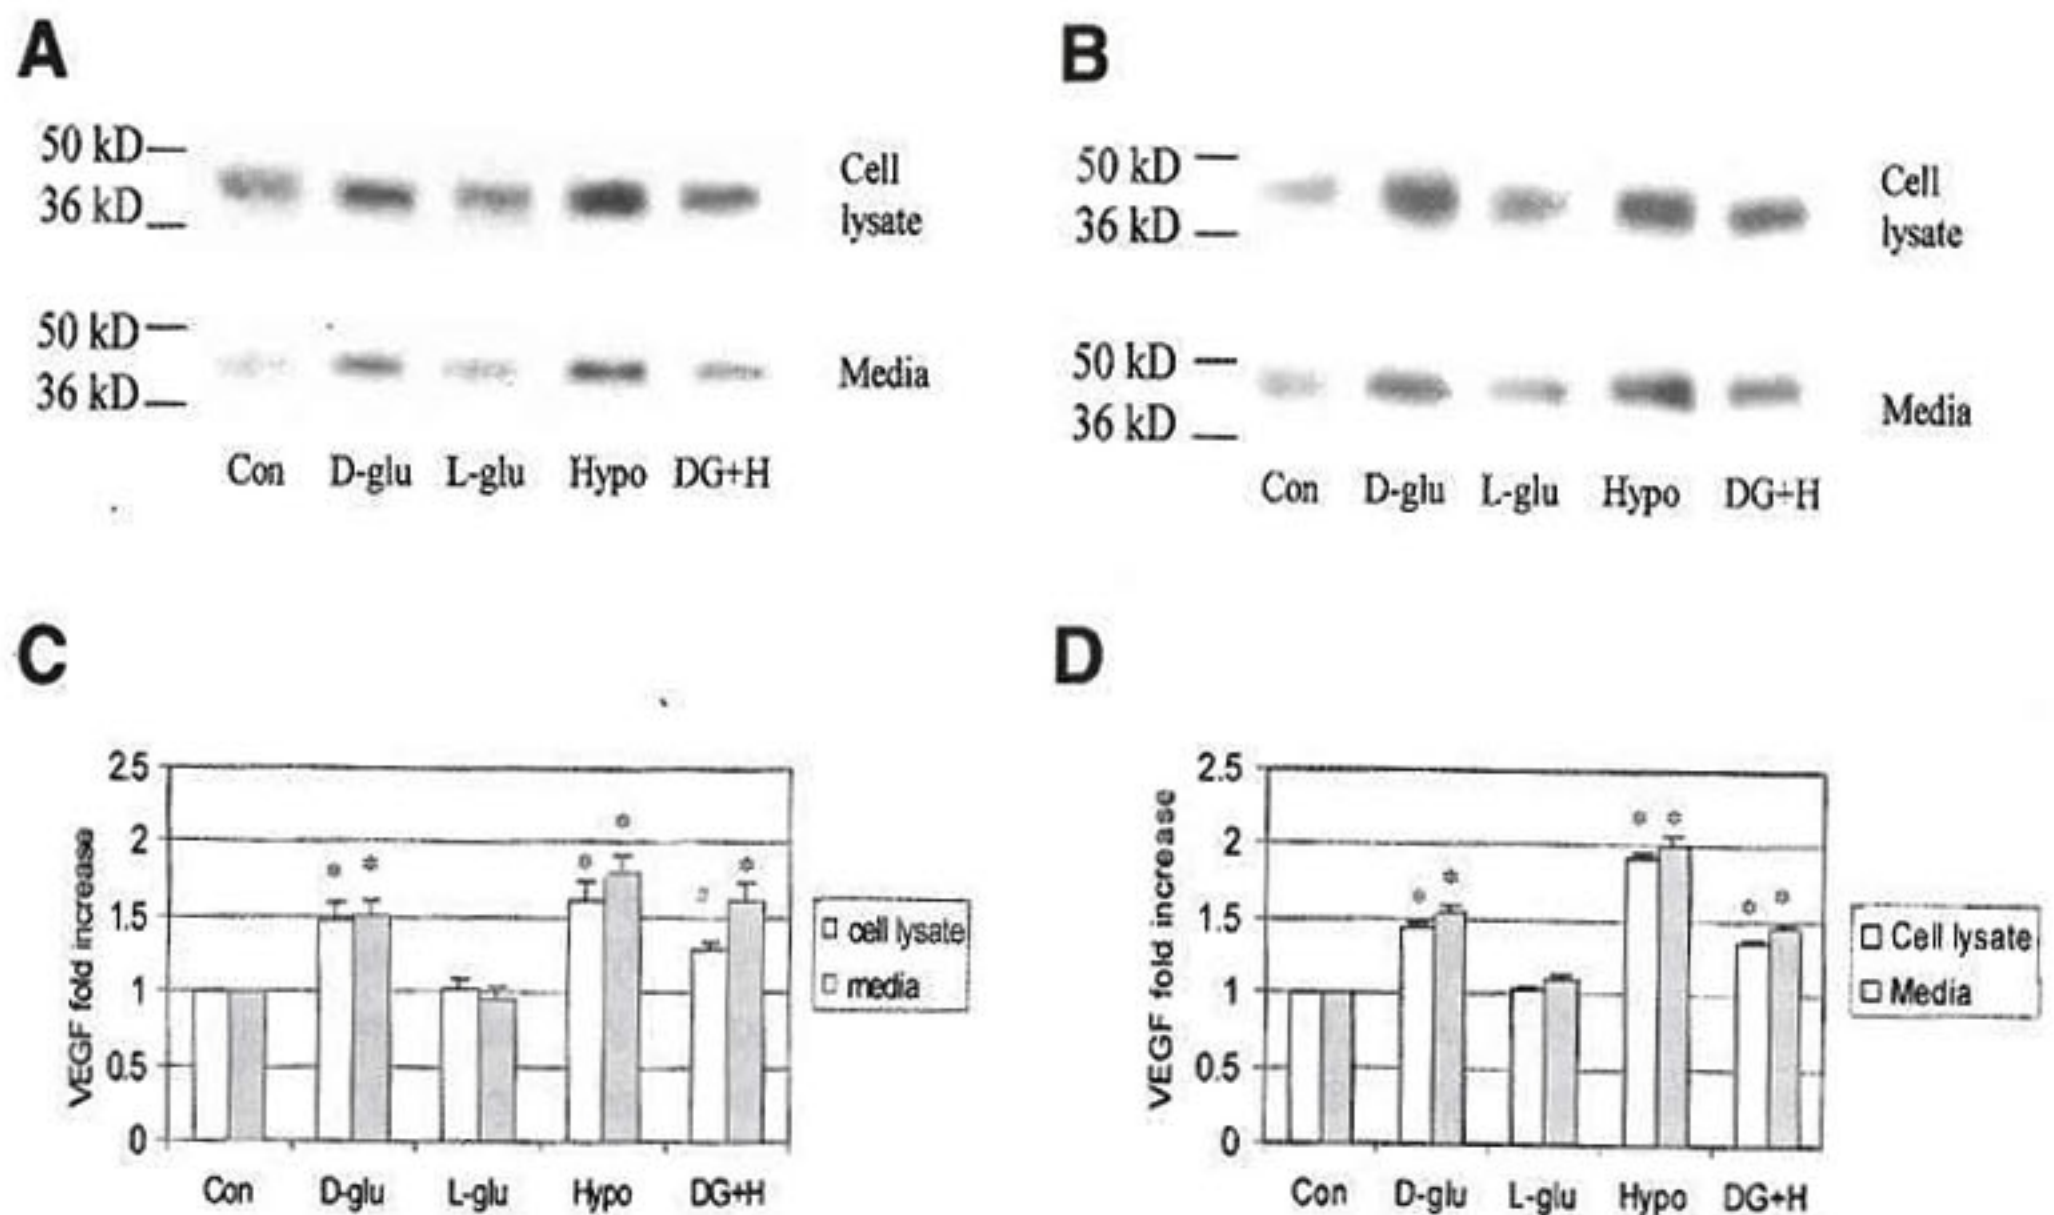 A
50 kD
36 kD
Cell
lysate
50 kD
36 kD
Media
Con D-glu L-glu Hypo DG+H
B
50 kD
36 kD
Cell
lysate
50 kD
36 kD
Media
Con D-glu L-glu Hypo DG+H
C
VEGF fold increase
2.5
2
1.5
1
0.5
0
* * * * *
Con D-glu L-glu Hypo DG+H
cell lysate
media
D
VEGF fold increase
2.5
2
1.5
1
0.5
0
* * * * * *
Con D-glu L-glu Hypo DG+H
Cell lysate
Media